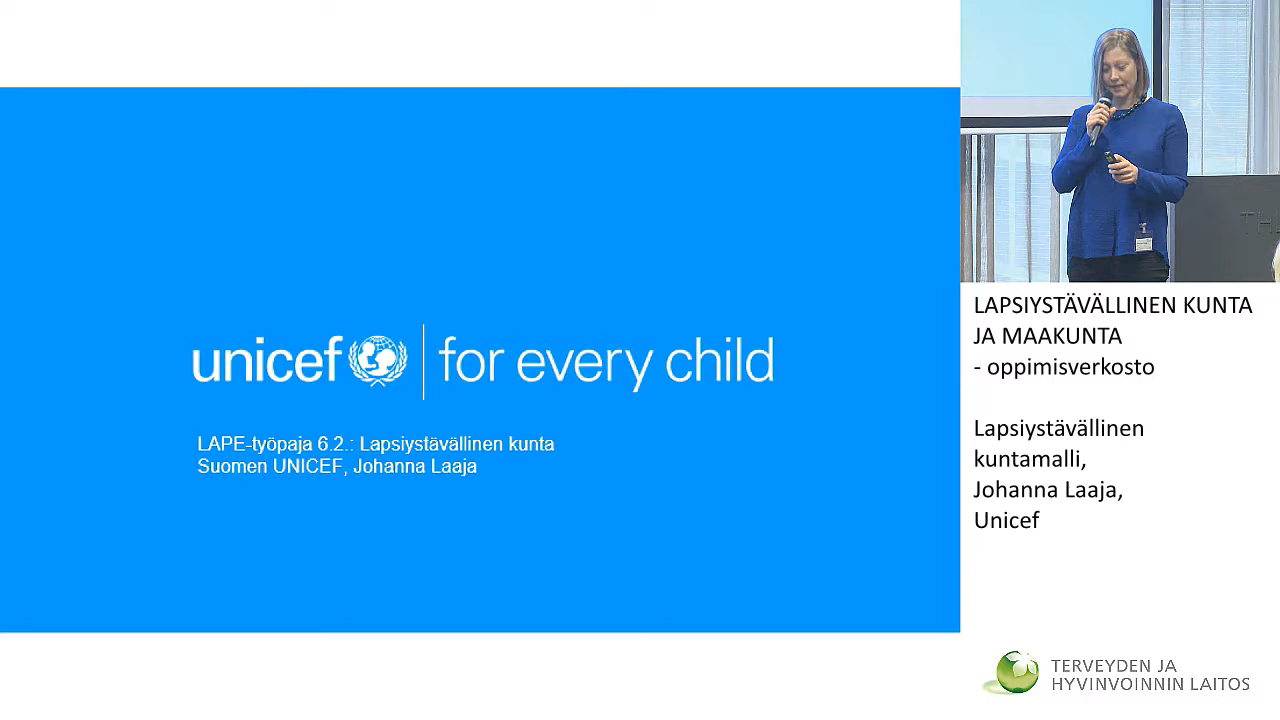 unicef for every child
LAPE-työpaja 6.2.: Lapsiystävällinen kunta
Suomen UNICEF, Johanna Laaja
LAPSIYSTÄVÄLLINEN KUNTA
JA MAAKUNTA
- oppimisverkosto
Lapsiystävällinen
kuntamalli,
Johanna Laaja,
Unicef
TERVEYDEN JA
HYVINVOINNIN LAITOS